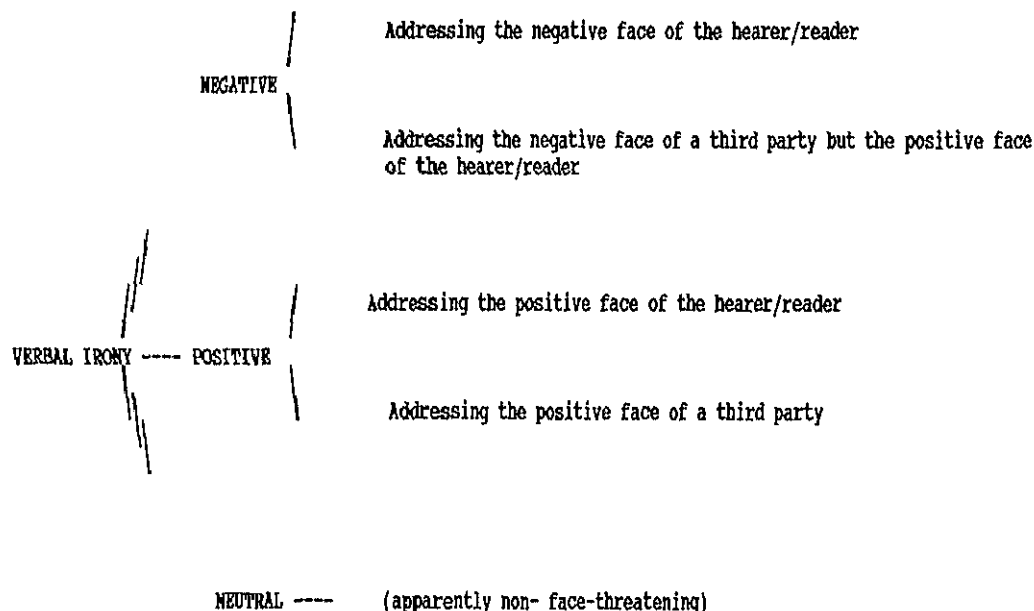 Addressing the negative face of the hearer/reader
NEGATIVE
Addressing the negative face of a third party but the positive face
of the hearer/reader
Addressing the positive face of the hearer/reader
VERBAL IRONY ---- POSITIVE
Addressing the positive face of a third party
NEUTRAL ---- (apparently non- face-threatening)